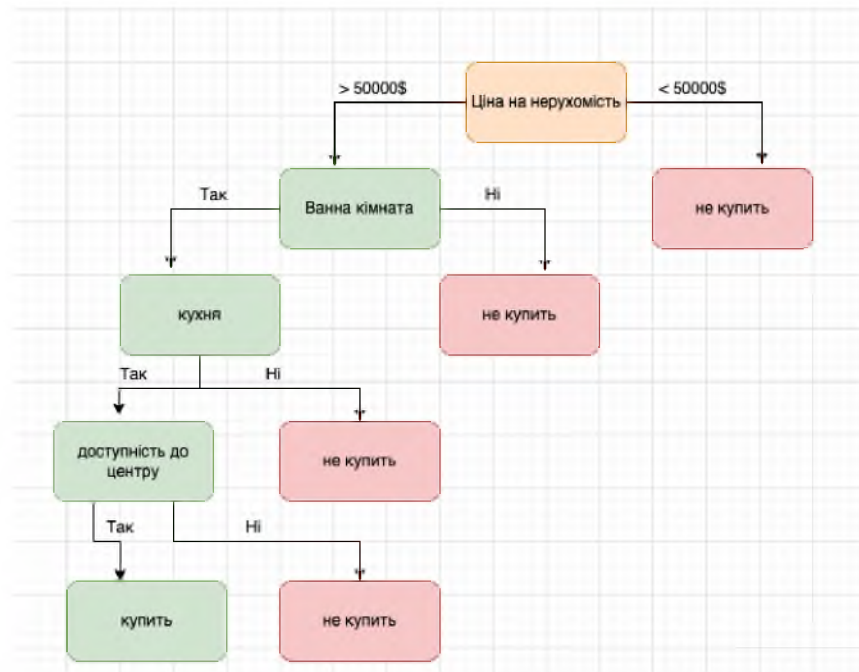 > 50000$
Ціна на нерухомість
< 50000$
Так
Ванна кімната
Ні
не купить
кухня
не купить
Так
Ні
доступність до
центру
не купить
Так
Ні
купить
не купить